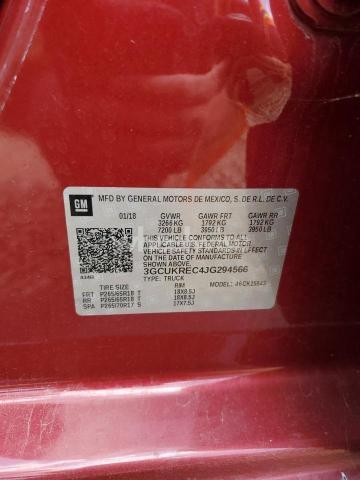 GM
MFD BY GENERAL MOTORS DE MEXICO, S. DE R.L. DE C.V.
01/18 GVWR GAWR FRT GAWR RR
3266 KG 1792 KG 1792 KG
7200 LB 3950 LB 3950 LB
THIS VEHICLE CONFORMS TO ALL
APPLICABLE U.S. FEDERAL MOTOR
VEHICLE SAFETY STANDARDS IN EFFECT ON
THE DATE OF MANUFACTURE SHOWN ABOVE.
3GCUKREC4JG294566
TYPE: TRUCK
TIRE SIZE RIM
FRT P265/65R18 T 18X8.5J
RR P265/65R18 T 18X8.5J
SPA P265/70R17 S 17X7.5J